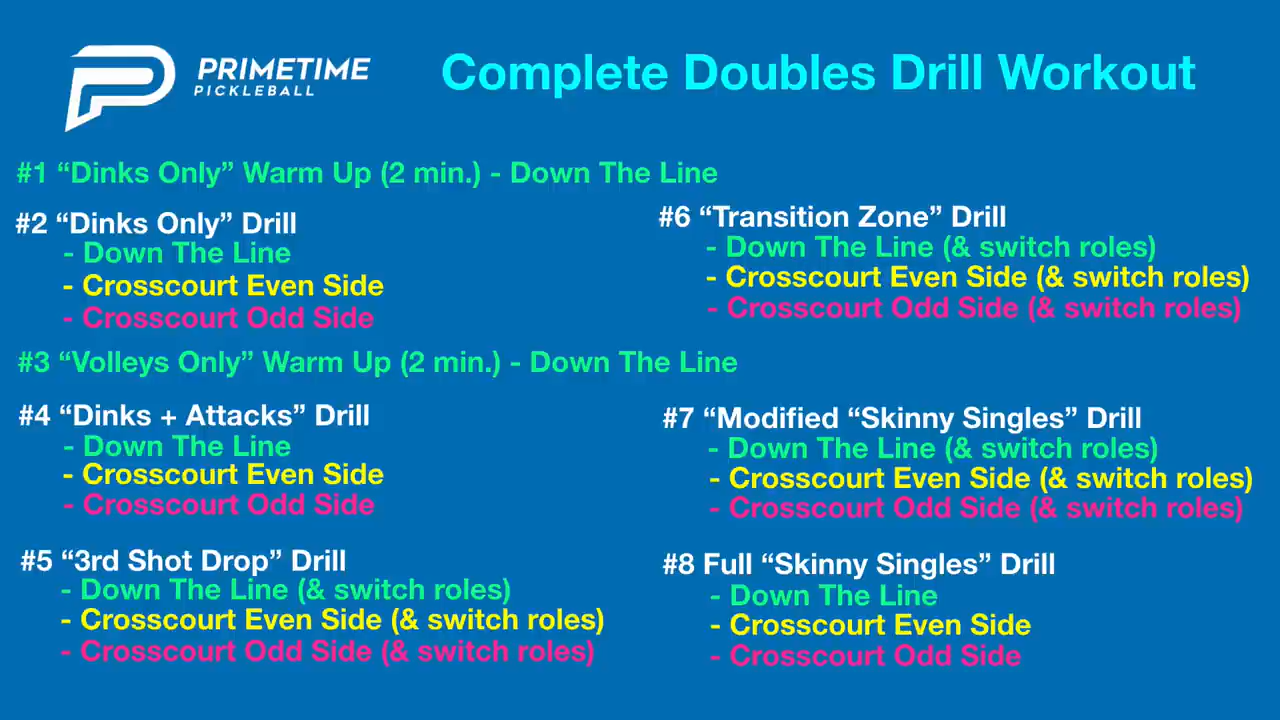 PRIMETIME
PICKLEBALL
Complete Doubles Drill Workout
#1 “Dinks Only” Warm Up (2 min.) - Down The Line
#2 “Dinks Only” Drill
- Down The Line
- Crosscourt Even Side
- Crosscourt Odd Side
#3 “Volleys Only” Warm Up (2 min.) - Down The Line
#4 “Dinks + Attacks” Drill
- Down The Line
- Crosscourt Even Side
- Crosscourt Odd Side
#5 “3rd Shot Drop” Drill
- Down The Line (& switch roles)
- Crosscourt Even Side (& switch roles)
- Crosscourt Odd Side (& switch roles)
#6 “Transition Zone” Drill
- Down The Line (& switch roles)
- Crosscourt Even Side (& switch roles)
- Crosscourt Odd Side (& switch roles)
#7 “Modified “Skinny Singles” Drill
- Down The Line (& switch roles)
- Crosscourt Even Side (& switch roles)
- Crosscourt Odd Side (& switch roles)
#8 Full “Skinny Singles” Drill
- Down The Line
- Crosscourt Even Side
- Crosscourt Odd Side